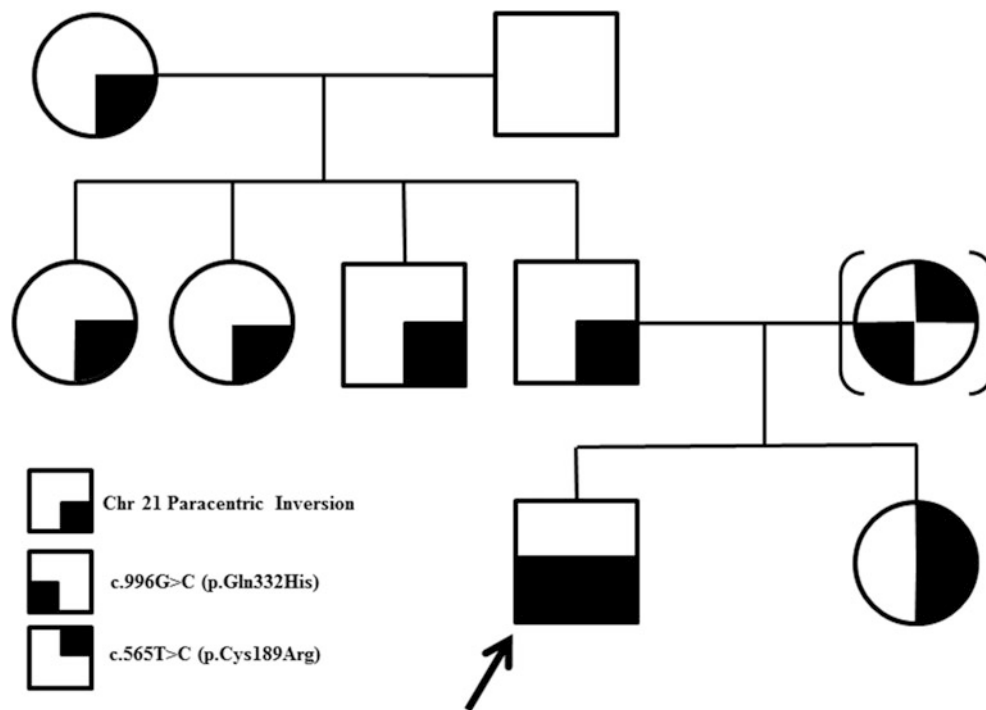 Chr 21 Paracentric Inversion
c.996G>C (p.Gln332His)
c.565T>C (p.Cys189Arg)